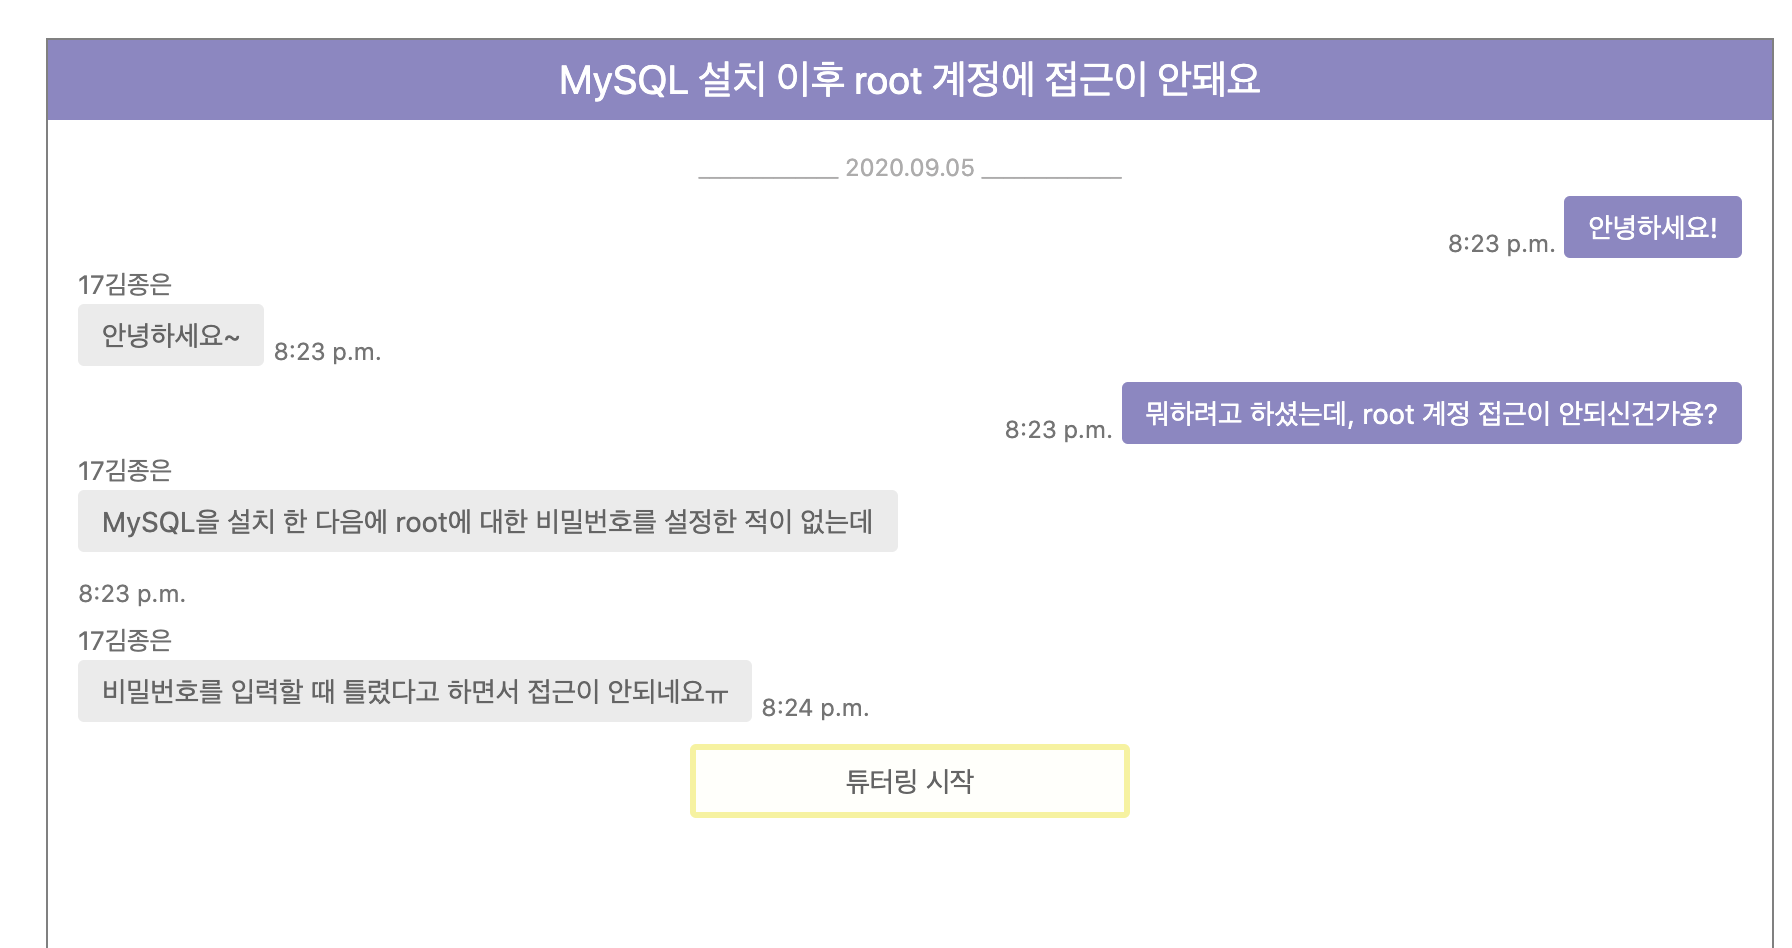 MySQL 설치 이후 root 계정에 접근이 안돼요
2020.09.05
안녕하세요!
8:23 p.m.
17김종은
안녕하세요~
8:23 p.m.
뭐하려고 하셨는데, root 계정 접근이 안되신건가용?
8:23 p.m.
17김종은
MySQL을 설치 한 다음에 root에 대한 비밀번호를 설정한 적이 없는데
8:23 p.m.
17김종은
비밀번호를 입력할 때 틀렸다고 하면서 접근이 안되네요ㅠ
8:24 p.m.
튜터링 시작